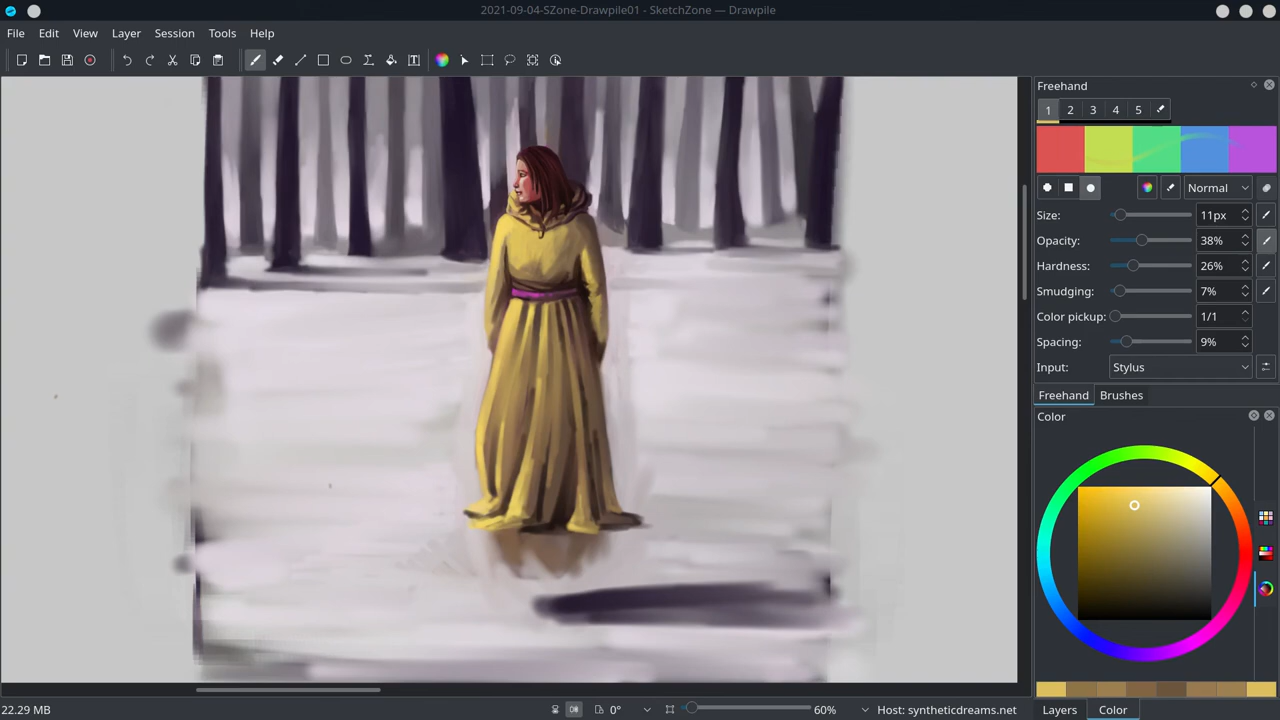 2021-09-04-SZone-Drawpile01 - SketchZone — Drawpile
File Edit View Layer Session Tools Help
Freehand
1 2 3 4 5
Normal
Size: 11px
Opacity: 38%
Hardness: 26%
Smudging: 7%
Color pickup: 1/1
Spacing: 9%
Input: Stylus
Freehand Brushes
Color
22.29 MB 0° 60% Host: syntheticdreams.net Layers Color